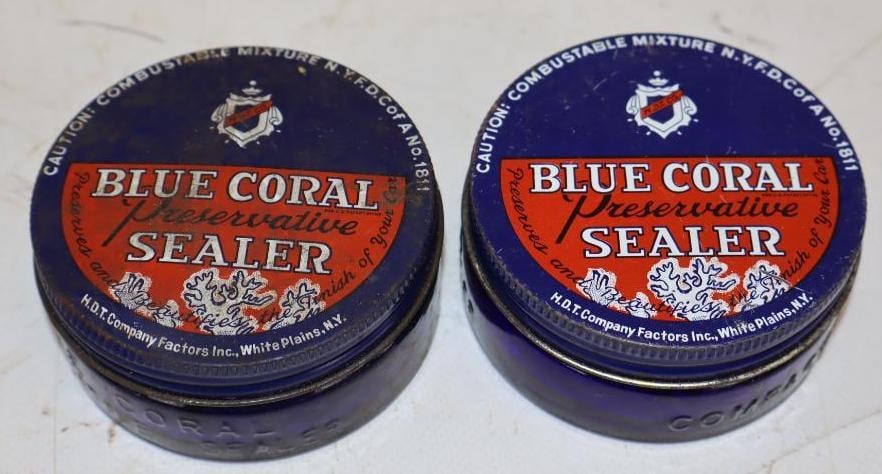 CAUTION: COMBUSTABLE MIXTURE N.Y.F.D.C of A No. 1811
BLUE CORAL
Preservative
SEALER
Preserves and Beautifies the Finish of Your Car
H.D.T. Company Factors Inc., White Plains, N.Y.
CORAL
SEALER
CAUTION: COMBUSTABLE MIXTURE N.Y.F.D.C of A No. 1811
BLUE CORAL
Preservative
SEALER
Preserves and Beautifies the Finish of Your Car
H.D.T. Company Factors Inc., White Plains, N.Y.